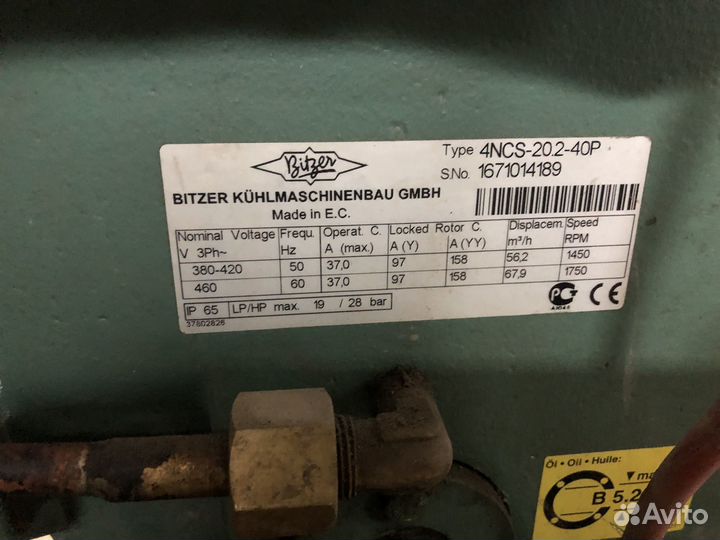 Bitzer
Type 4NCS-20.2-40P
S.No. 1671014189
BITZER KÜHLMASCHINENBAU GMBH
Made in E.C.
Nominal Voltage Frequ. Operat. C. Locked Rotor C. Displacem. Speed
V 3Ph~ Hz A (max.) A (Y) A (YY) m³/h RPM
380-420 50 37,0 97 158 56,2 1450
460 60 37,0 97 158 67,9 1750
IP 65 LP/HP max. 19 / 28 bar
37802826
РСТ
CE
Öl • Oil • Huile:
B 5.2
Avito